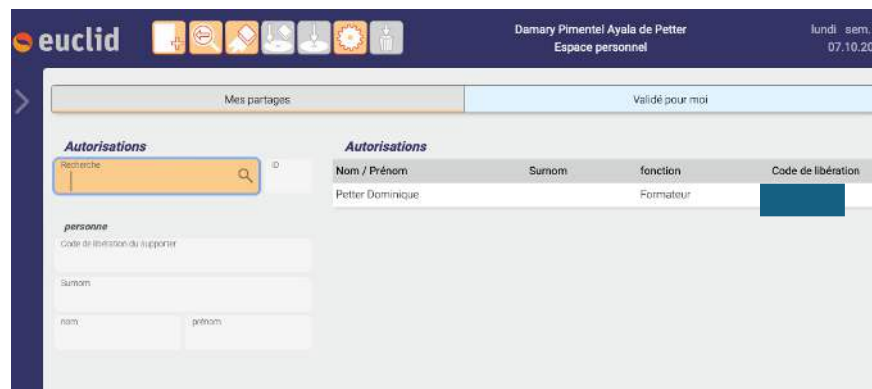 euclid
Damary Pimentel Ayala de Petter
Espace personnel
lundi sem.
07.10.20
Mes partages
Validé pour moi
Autorisations
Recherche
ID
personne
Code de libération du supporter
Surnom
nom prénom
Autorisations
Nom / Prénom Surnom fonction Code de libération
Petter Dominique Formateur